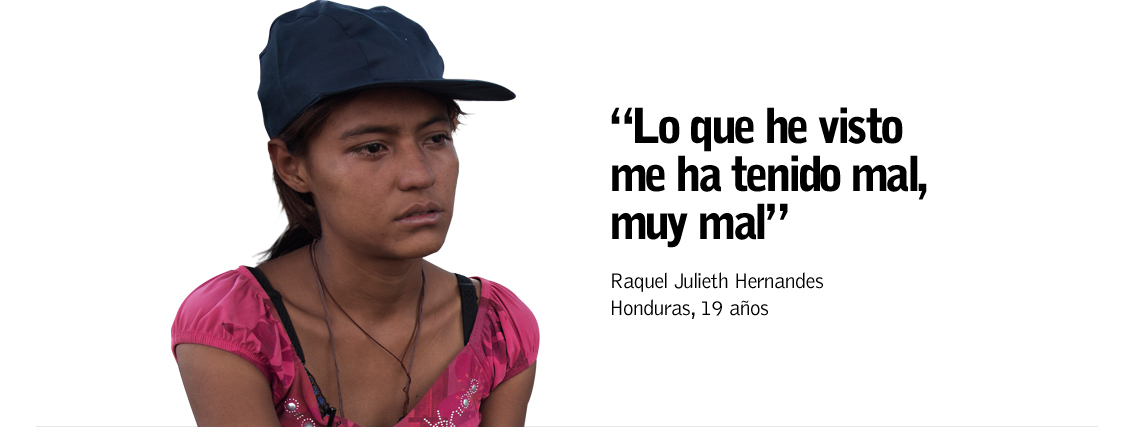 “Lo que he visto
me ha tenido mal,
muy mal”
Raquel Julieth Hernandes
Honduras, 19 años